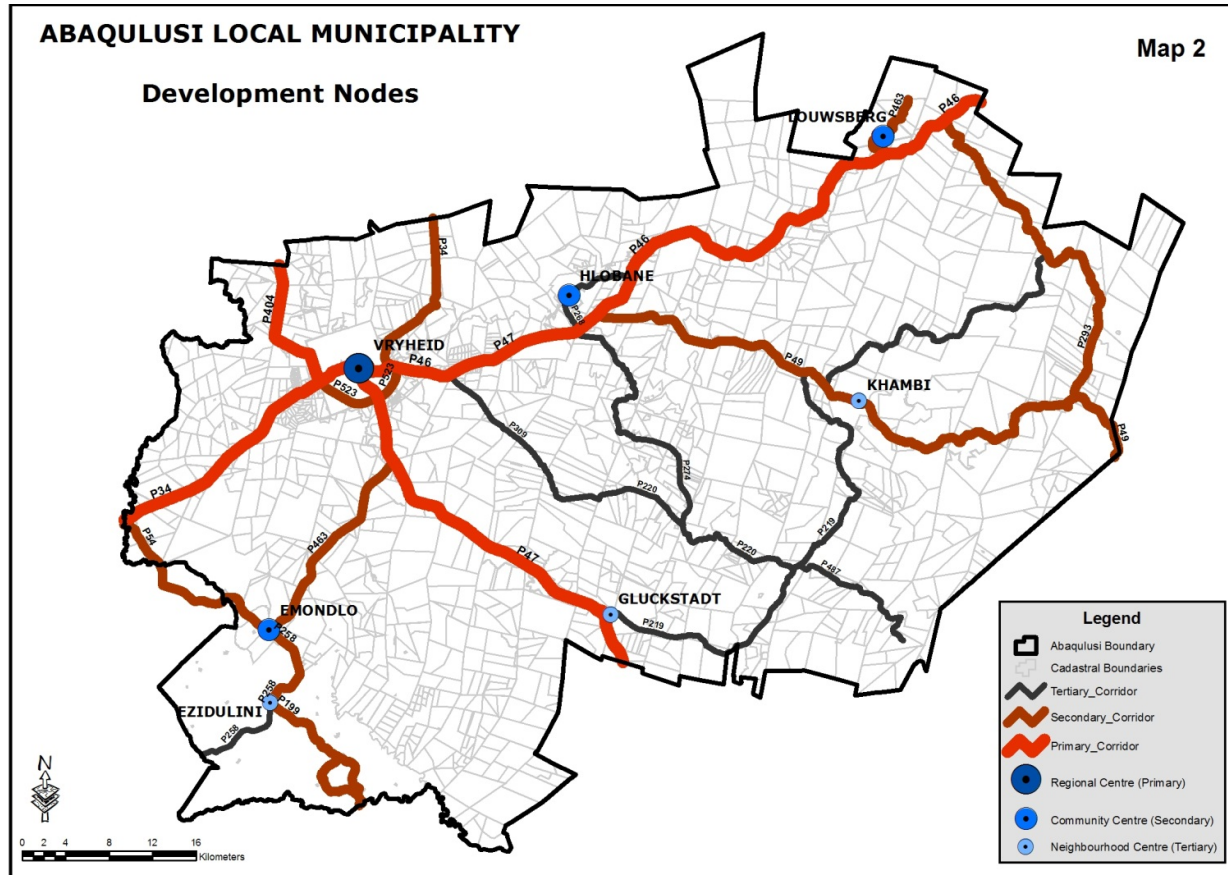 ABAQULUSI LOCAL MUNICIPALITY
Development Nodes
Map 2
LOUWSBERG
P463
P46
P34
P46
HLOBANE
P268
P404
VRYHEID
P46
P47
P523
P523
P49
KHAMBI
P293
P49
P309
P274
P220
P219
P220
P487
P34
P54
P463
P47
GLUCKSTADT
P219
EMONDLO
P258
P258
P199
EZIDULINI
P258
N
0 2 4 8 12 16
Kilometers
Legend
Abaqulusi Boundary
Cadastral Boundaries
Tertiary_Corridor
Secondary_Corridor
Primary_Corridor
Regional Centre (Primary)
Community Centre (Secondary)
Neighbourhood Centre (Tertiary)